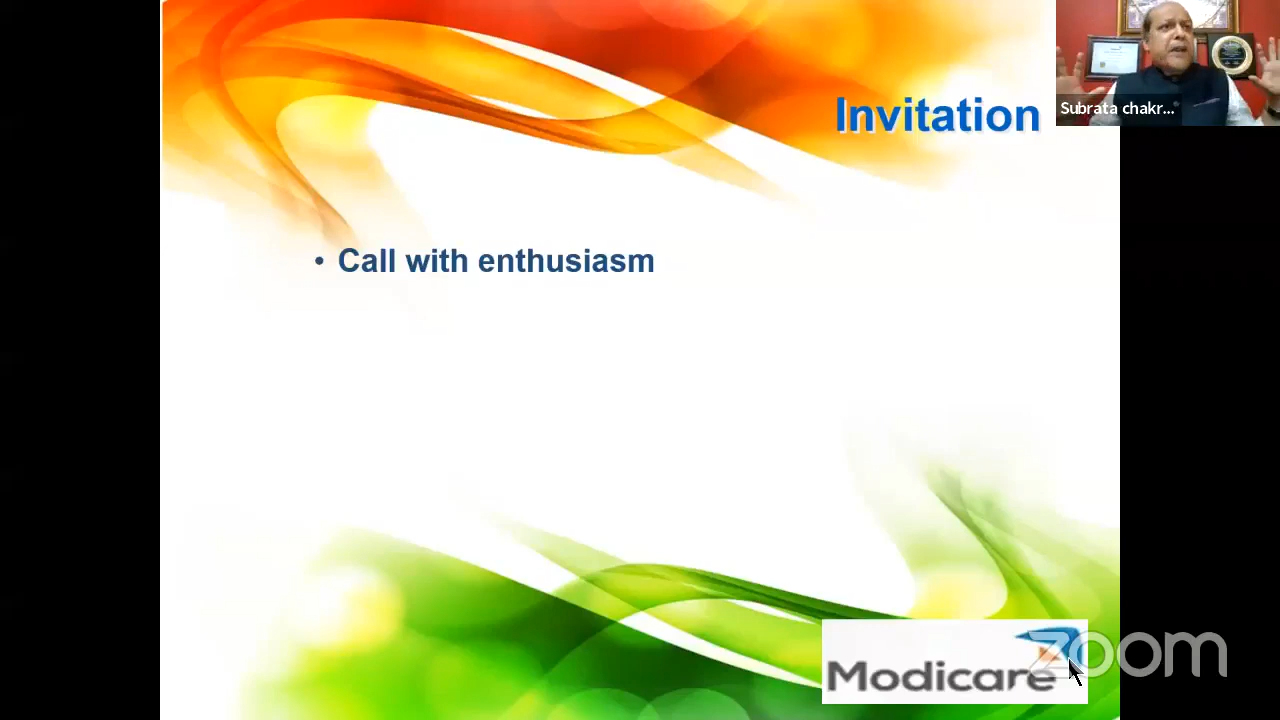 Invitation
Subrata chakr...
• Call with enthusiasm
Modicare
zoom